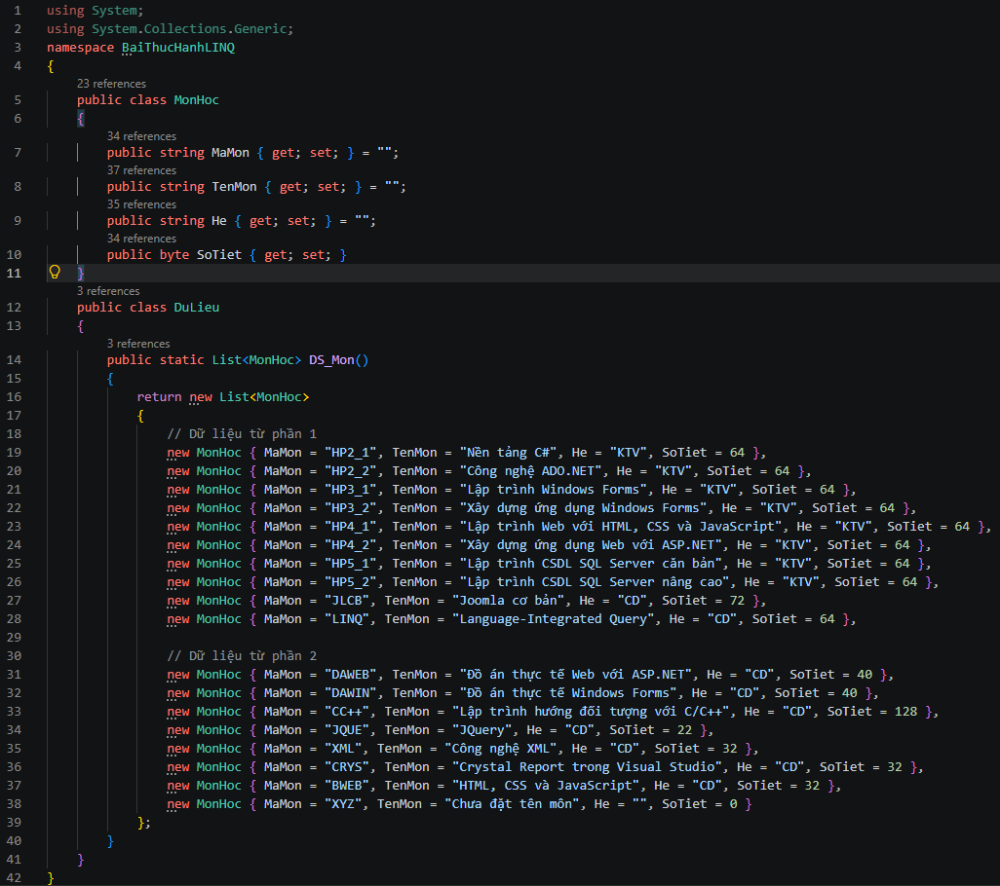 1 using System;
2 using System.Collections.Generic;
3 namespace BaiThucHanhLINQ
4 {
23 references
5 public class MonHoc
6 {
34 references
7 public string MaMon { get; set; } = "";
37 references
8 public string TenMon { get; set; } = "";
35 references
9 public string He { get; set; } = "";
34 references
10 public byte SoTiet { get; set; }
11 }
3 references
12 public class DuLieu
13 {
3 references
14 public static List<MonHoc> DS_Mon()
15 {
16 return new List<MonHoc>
17 {
18 // Dữ liệu từ phần 1
19 new MonHoc { MaMon = "HP2_1", TenMon = "Nền tảng C#", He = "KTV", SoTiet = 64 },
20 new MonHoc { MaMon = "HP2_2", TenMon = "Công nghệ ADO.NET", He = "KTV", SoTiet = 64 },
21 new MonHoc { MaMon = "HP3_1", TenMon = "Lập trình Windows Forms", He = "KTV", SoTiet = 64 },
22 new MonHoc { MaMon = "HP3_2", TenMon = "Xây dựng ứng dụng Windows Forms", He = "KTV", SoTiet = 64 },
23 new MonHoc { MaMon = "HP4_1", TenMon = "Lập trình Web với HTML, CSS và JavaScript", He = "KTV", SoTiet = 64 },
24 new MonHoc { MaMon = "HP4_2", TenMon = "Xây dựng ứng dụng Web với ASP.NET", He = "KTV", SoTiet = 64 },
25 new MonHoc { MaMon = "HP5_1", TenMon = "Lập trình CSDL SQL Server căn bản", He = "KTV", SoTiet = 64 },
26 new MonHoc { MaMon = "HP5_2", TenMon = "Lập trình CSDL SQL Server nâng cao", He = "KTV", SoTiet = 64 },
27 new MonHoc { MaMon = "JLCB", TenMon = "Joomla cơ bản", He = "CD", SoTiet = 72 },
28 new MonHoc { MaMon = "LINQ", TenMon = "Language-Integrated Query", He = "CD", SoTiet = 64 },
29
30 // Dữ liệu từ phần 2
31 new MonHoc { MaMon = "DAWEB", TenMon = "Đồ án thực tế Web với ASP.NET", He = "CD", SoTiet = 40 },
32 new MonHoc { MaMon = "DAWIN", TenMon = "Đồ án thực tế Windows Forms", He = "CD", SoTiet = 40 },
33 new MonHoc { MaMon = "CC++", TenMon = "Lập trình hướng đối tượng với C/C++", He = "CD", SoTiet = 128 },
34 new MonHoc { MaMon = "JQUE", TenMon = "JQuery", He = "CD", SoTiet = 22 },
35 new MonHoc { MaMon = "XML", TenMon = "Công nghệ XML", He = "CD", SoTiet = 32 },
36 new MonHoc { MaMon = "CRYS", TenMon = "Crystal Report trong Visual Studio", He = "CD", SoTiet = 32 },
37 new MonHoc { MaMon = "BWEB", TenMon = "HTML, CSS và JavaScript", He = "CD", SoTiet = 32 },
38 new MonHoc { MaMon = "XYZ", TenMon = "Chưa đặt tên môn", He = "", SoTiet = 0 }
39 };
40 }
41 }
42 }